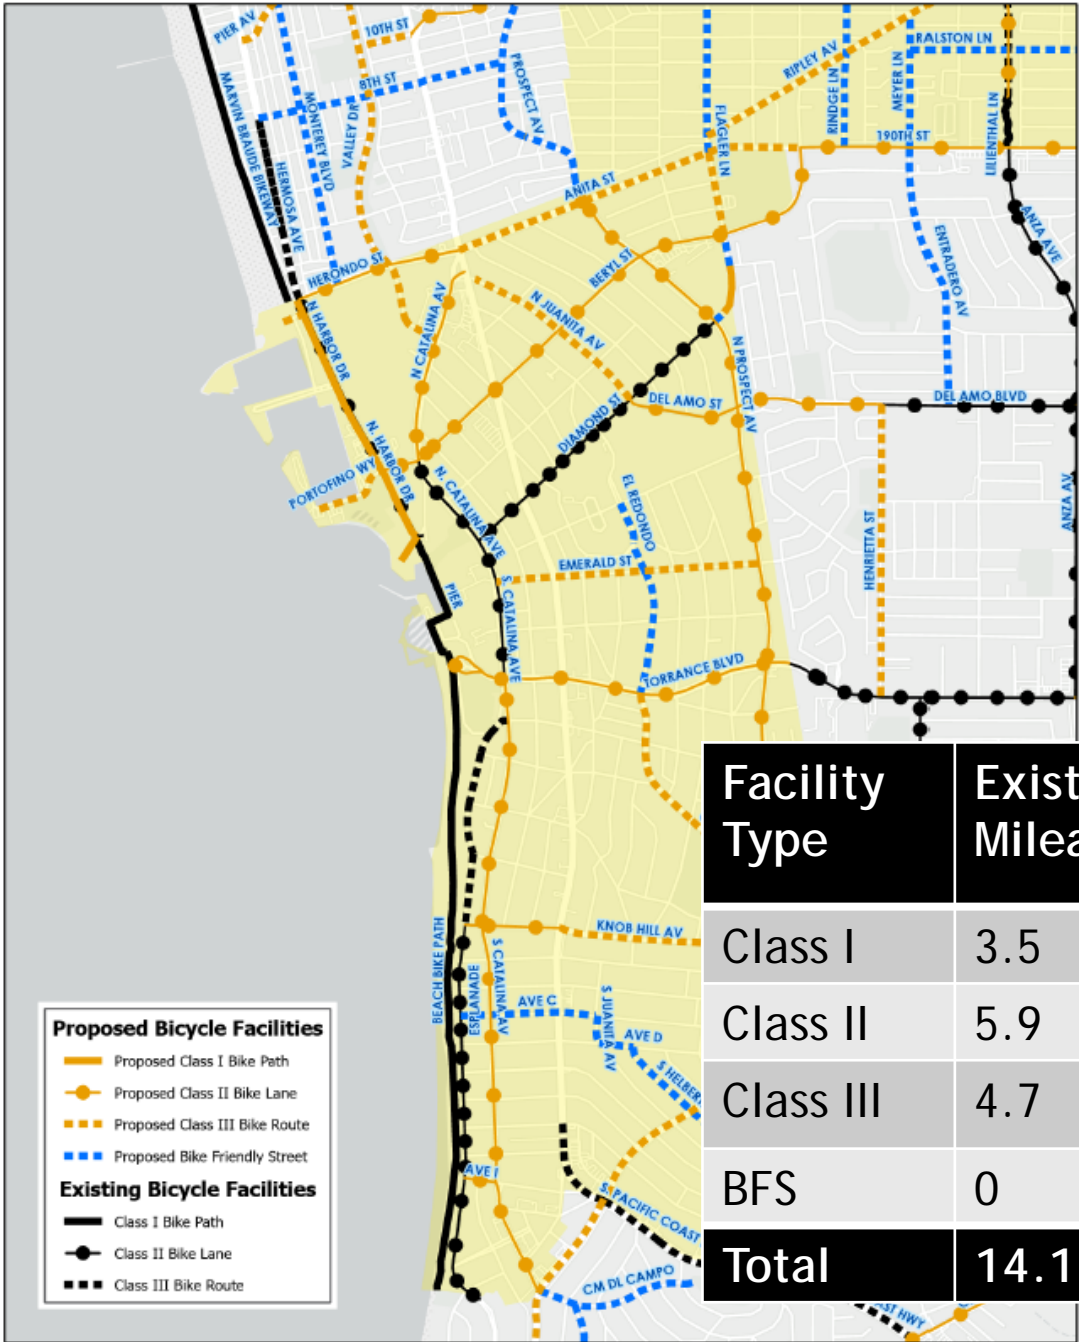 PIER AV
10TH ST
8TH ST
PROSPECT AV
MARVIN BRAUDE BIKEWAY
HERMOSA AVE
MONTEREY BLVD
VALLEY DR
FLAGLER LN
RIPLEY AV
RINDGE LN
MEYER LN
RALSTON LN
190TH ST
LILIENTHAL LN
ANZA AVE
ENTRADERO AV
ANITA ST
HERONDO ST
BERYL ST
N HARBOR DR
N CATALINA AV
N JUANITA AV
N PROSPECT AV
DIAMOND ST
DEL AMO ST
DEL AMO BLVD
N. HARBOR DR.
PORTOFINO WY
N. CATALINA AVE
EL REDONDO
ANZA AV
HENRIETTA ST
EMERALD ST
PIER
S. CATALINA AVE
TORRANCE BLVD
BEACH BIKE PATH
ESPLANADE
S CATALINA AV
KNOB HILL AV
AVE C
S JUANITA AV
AVE D
S HELBER
AVE I
S. PACIFIC COAST
CM DL CAMPO
AST HWY
Proposed Bicycle Facilities
Proposed Class I Bike Path
Proposed Class II Bike Lane
Proposed Class III Bike Route
Proposed Bike Friendly Street
Existing Bicycle Facilities
Class I Bike Path
Class II Bike Lane
Class III Bike Route
Facility Exist
Type Milea
Class I 3.5
Class II 5.9
Class III 4.7
BFS 0
Total 14.1